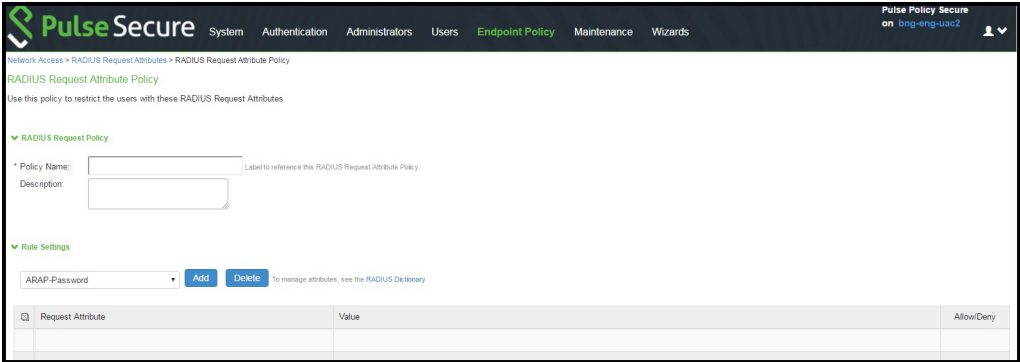 Pulse Policy Secure
on bng-eng-uac2
Pulse Secure System Authentication Administrators Users Endpoint Policy Maintenance Wizards
Network Access > RADIUS Request Attributes > RADIUS Request Attribute Policy
RADIUS Request Attribute Policy
Use this policy to restrict the users with these RADIUS Request Attributes
RADIUS Request Policy
* Policy Name: Label to reference this RADIUS Request Attribute Policy.
Description:
Rule Settings
ARAP-Password Add Delete To manage attributes, see the RADIUS Dictionary
Request Attribute Value Allow/Deny